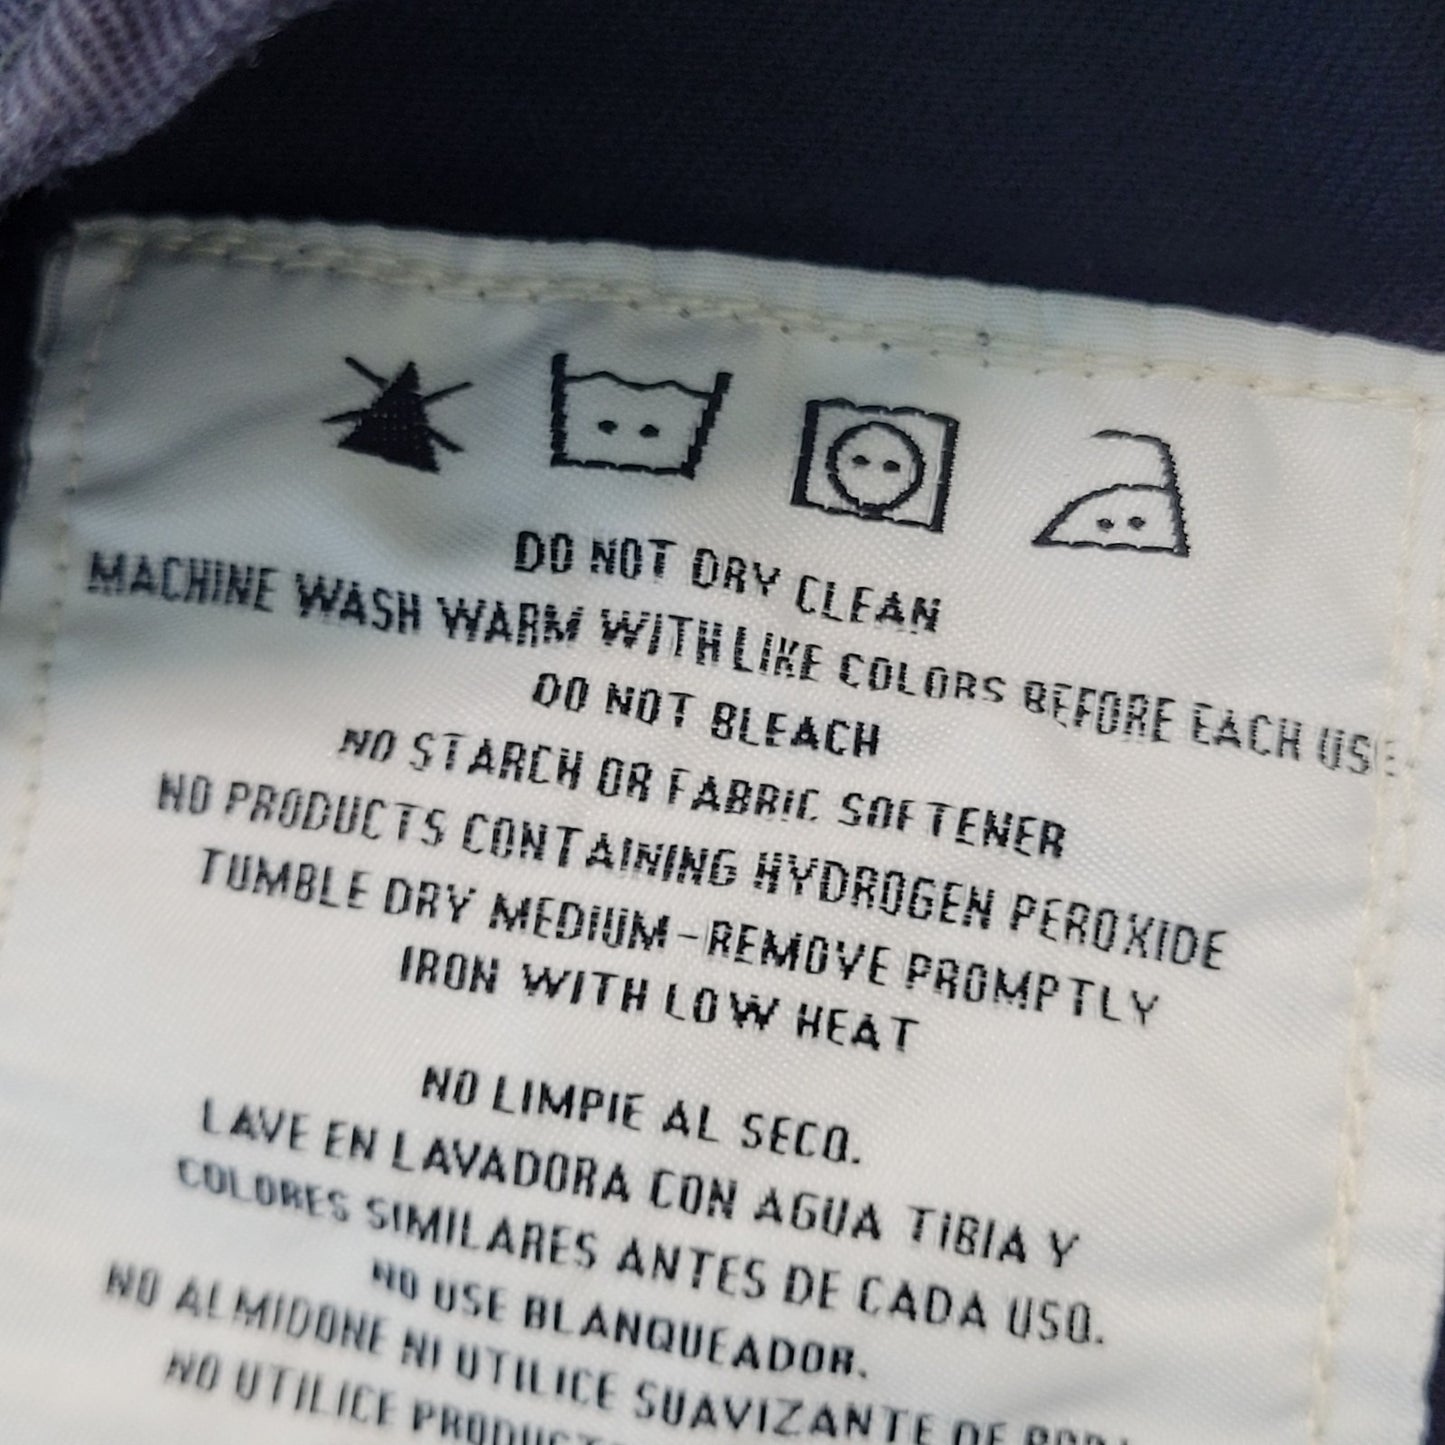 DO NOT DRY CLEAN
MACHINE WASH WARM WITH LIKE COLORS BEFORE EACH USE
DO NOT BLEACH
NO STARCH OR FABRIC SOFTENER
NO PRODUCTS CONTAINING HYDROGEN PEROXIDE
TUMBLE DRY MEDIUM-REMOVE PROMPTLY
IRON WITH LOW HEAT
NO LIMPIE AL SECO.
LAVE EN LAVADORA CON AGUA TIBIA Y
COLORES SIMILARES ANTES DE CADA USO.
NO USE BLANQUEADOR.
NO ALMIDONE NI UTILICE SUAVIZANTE DE
NO UTILICE